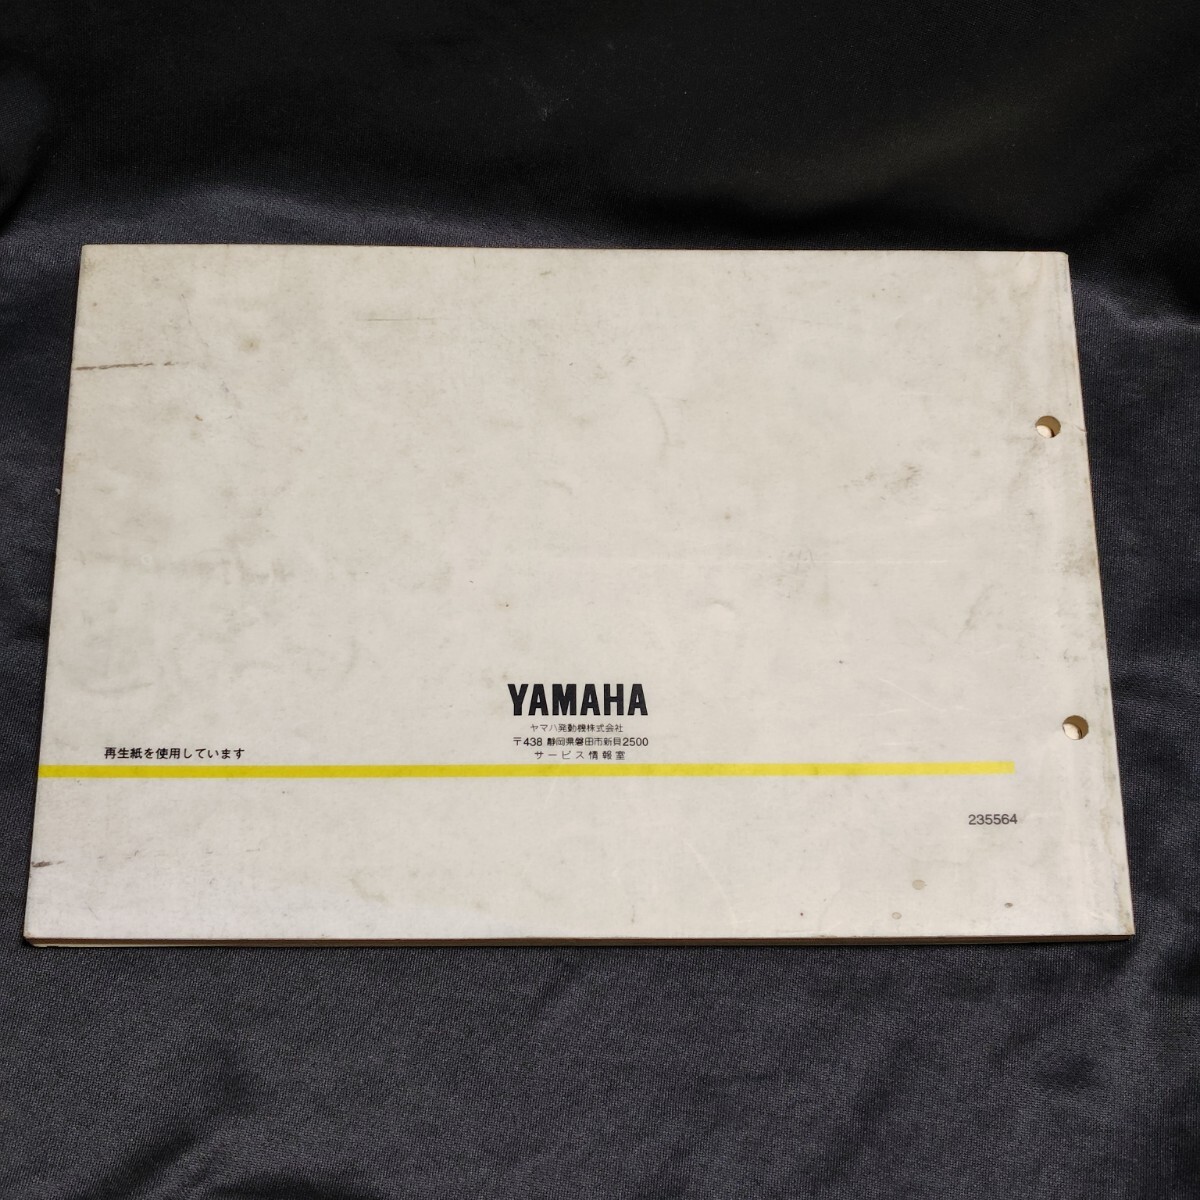 YAMAHA
ヤマハ発動機株式会社
〒438 静岡県磐田市新貝2500
サービス情報室
再生紙を使用しています
235564